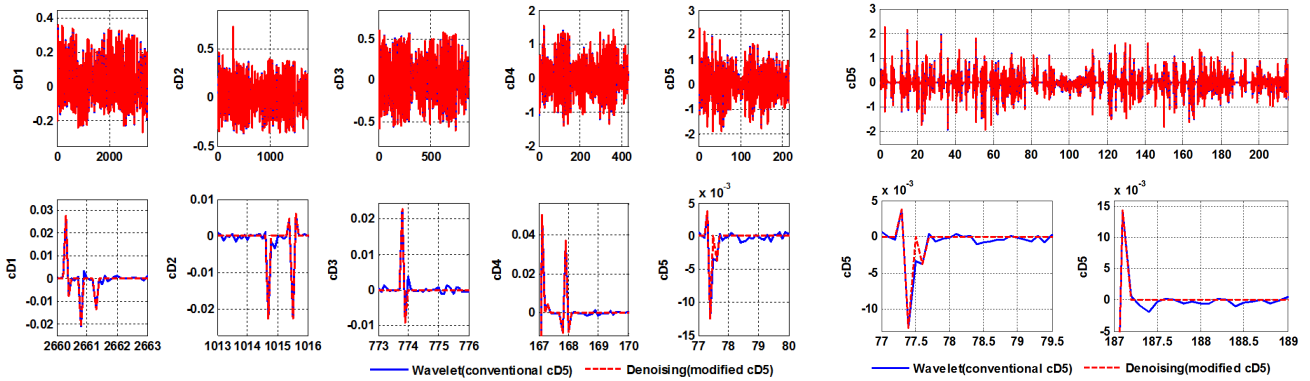 0.4
0.2
0
-0.2
cD1
0 2000
0.5
0
-0.5
cD2
0 1000
0.5
0
-0.5
cD3
0 500
2
1
0
-1
-2
cD4
0 200 400
3
2
1
0
-1
-2
cD5
0 100 200
3
2
1
0
-1
-2
cD5
0 20 40 60 80 100 120 140 160 180 200
0.03
0.02
0.01
0
-0.01
-0.02
cD1
2660 2661 2662 2663
0.01
0
-0.01
-0.02
cD2
1013 1014 1015 1016
0.02
0.01
0
-0.01
cD3
773 774 775 776
0.04
0.02
0
cD4
167 168 169 170
x 10⁻³
5
0
-5
-10
-15
cD5
77 78 79 80
x 10⁻³
5
0
-5
-10
cD5
77 77.5 78 78.5 79 79.5
x 10⁻³
15
10
5
0
-5
cD5
187 187.5 188 188.5 189
Wavelet(conventional cD5) Denoising(modified cD5)
Wavelet(conventional cD5) Denoising(modified cD5)